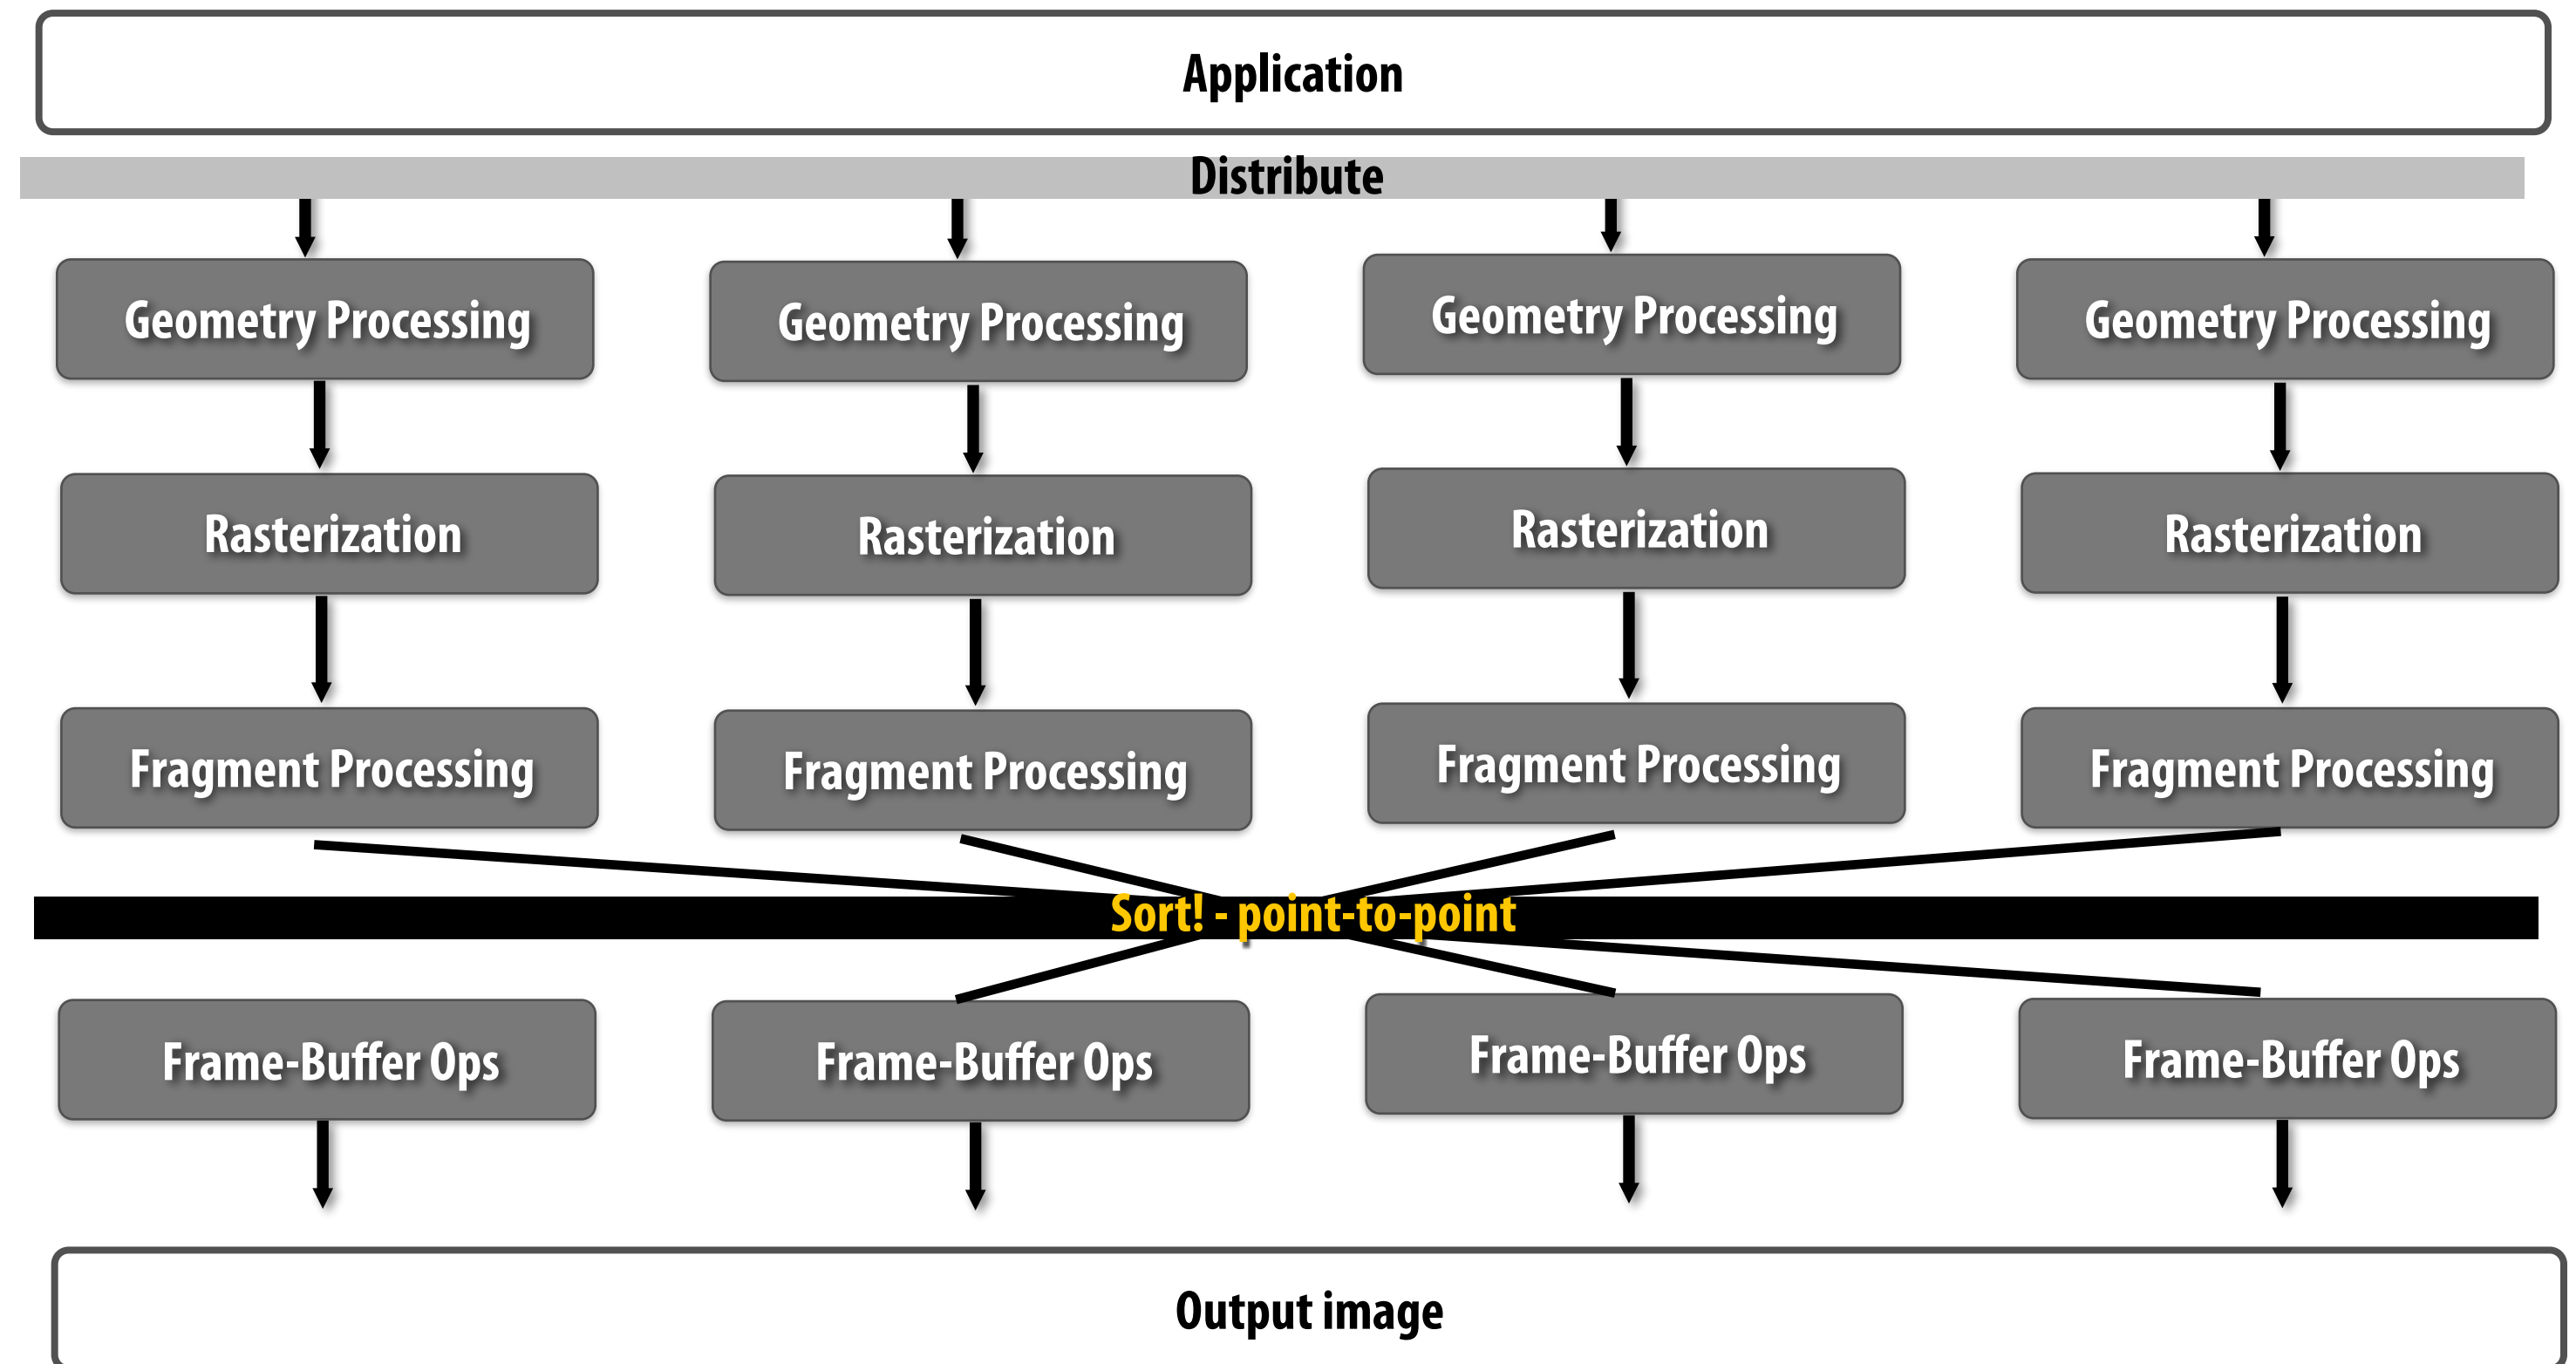 Application
Distribute
Geometry Processing
Geometry Processing
Geometry Processing
Geometry Processing
Rasterization
Rasterization
Rasterization
Rasterization
Fragment Processing
Fragment Processing
Fragment Processing
Fragment Processing
Sort! - point-to-point
Frame-Buffer Ops
Frame-Buffer Ops
Frame-Buffer Ops
Frame-Buffer Ops
Output image